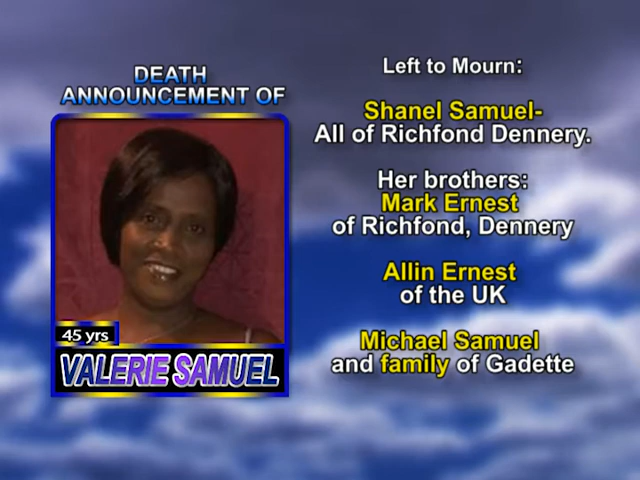 DEATH
ANNOUNCEMENT OF
45 yrs
VALERIE SAMUEL
Left to Mourn:
Shanel Samuel-
All of Richfond Dennery.
Her brothers:
Mark Ernest
of Richfond, Dennery
Allin Ernest
of the UK
Michael Samuel
and family of Gadette